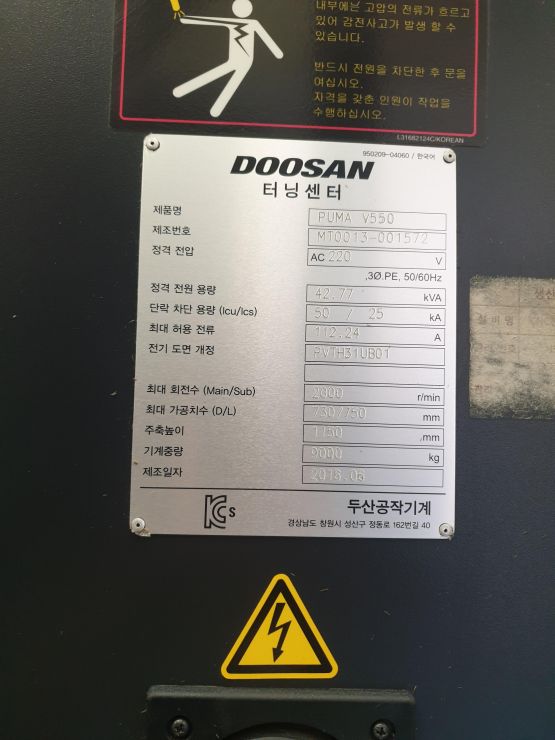 내부에는 고압의 전류가 흐르고
있어 감전사고가 발생 할 수
있습니다.
반드시 전원을 차단한 후 문을
여십시오.
자격을 갖춘 인원이 작업을
수행하십시오.
L31682124C/KOREAN
950209-04060 / 한국어
DOOSAN
터닝센터
제품명 PUMA V550
제조번호 MT0013-001572
정격 전압 AC 220 V
,3Ø.PE, 50/60Hz
정격 전원 용량 42.77 kVA
단락 차단 용량 (Icu/Ics) 50 / 25 kA
최대 허용 전류 112.24 A
전기 도면 개정 RVTH31UB01
최대 회전수 (Main/Sub) 2000 r/min
최대 가공치수 (D/L) 730/750 mm
주축높이 1150 mm
기계중량 9000 kg
제조일자 2018.06
두산공작기계
경상남도 창원시 성산구 정동로 162번길 40